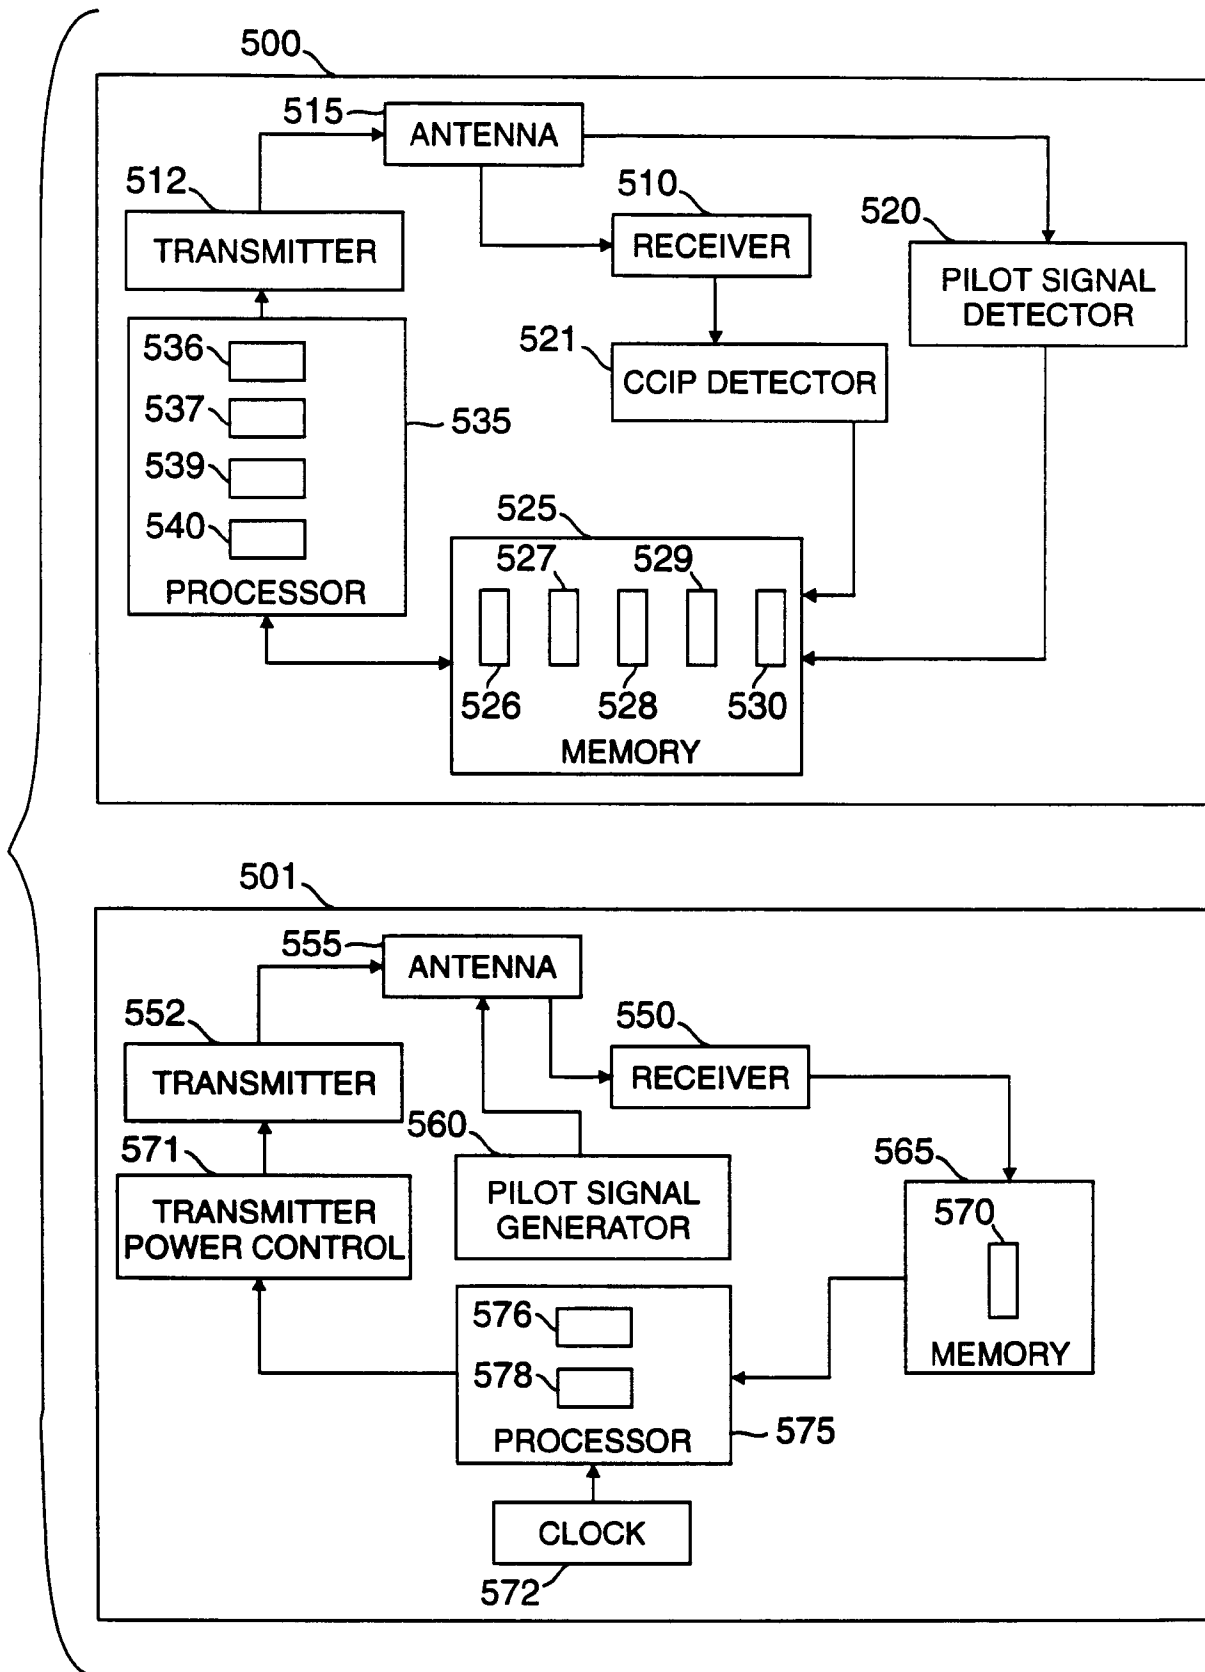 500
515
ANTENNA
512
510
520
TRANSMITTER
RECEIVER
PILOT SIGNAL
DETECTOR
521
CCIP DETECTOR
536
537
535
539
540
PROCESSOR
525
527
529
526
528
530
MEMORY
501
555
ANTENNA
552
550
TRANSMITTER
RECEIVER
571
560
565
TRANSMITTER
POWER CONTROL
PILOT SIGNAL
GENERATOR
570
576
MEMORY
578
PROCESSOR
575
CLOCK
572